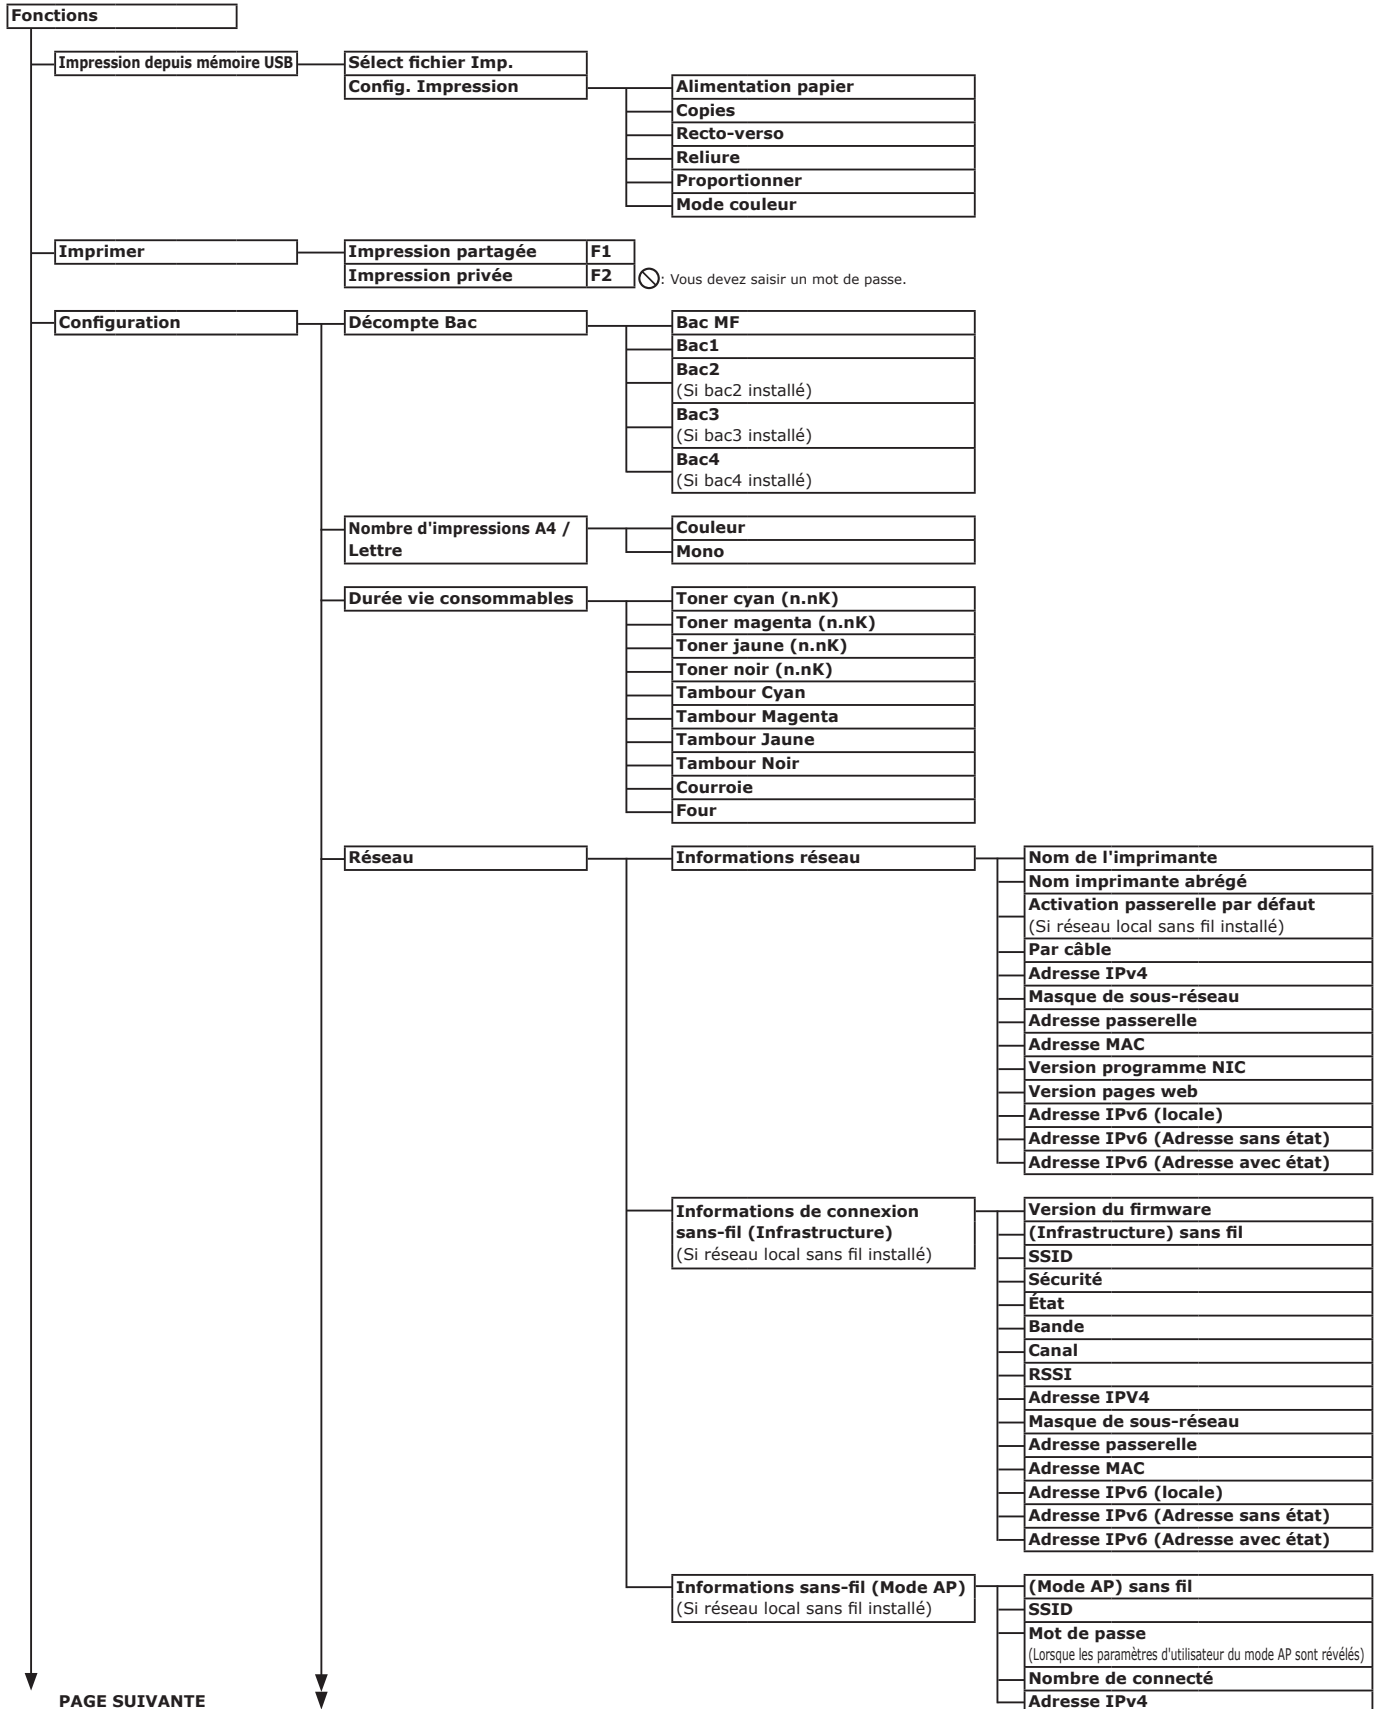 Fonctions
Impression depuis mémoire USB
Sélect fichier Imp.
Config. Impression
Alimentation papier
Copies
Recto-verso
Reliure
Proportionner
Mode couleur
Imprimer
Impression partagée F1
Impression privée F2
: Vous devez saisir un mot de passe.
Configuration
Décompte Bac
Bac MF
Bac1
Bac2
(Si bac2 installé)
Bac3
(Si bac3 installé)
Bac4
(Si bac4 installé)
Nombre d'impressions A4 /
Lettre
Couleur
Mono
Durée vie consommables
Toner cyan (n.nK)
Toner magenta (n.nK)
Toner jaune (n.nK)
Toner noir (n.nK)
Tambour Cyan
Tambour Magenta
Tambour Jaune
Tambour Noir
Courroie
Four
Réseau
Informations réseau
Nom de l'imprimante
Nom imprimante abrégé
Activation passerelle par défaut
(Si réseau local sans fil installé)
Par câble
Adresse IPv4
Masque de sous-réseau
Adresse passerelle
Adresse MAC
Version programme NIC
Version pages web
Adresse IPv6 (locale)
Adresse IPv6 (Adresse sans état)
Adresse IPv6 (Adresse avec état)
Informations de connexion
sans-fil (Infrastructure)
(Si réseau local sans fil installé)
Version du firmware
(Infrastructure) sans fil
SSID
Sécurité
État
Bande
Canal
RSSI
Adresse IPV4
Masque de sous-réseau
Adresse passerelle
Adresse MAC
Adresse IPv6 (locale)
Adresse IPv6 (Adresse sans état)
Adresse IPv6 (Adresse avec état)
Informations sans-fil (Mode AP)
(Si réseau local sans fil installé)
(Mode AP) sans fil
SSID
Mot de passe
(Lorsque les paramètres d'utilisateur du mode AP sont révélés)
Nombre de connecté
Adresse IPv4
PAGE SUIVANTE